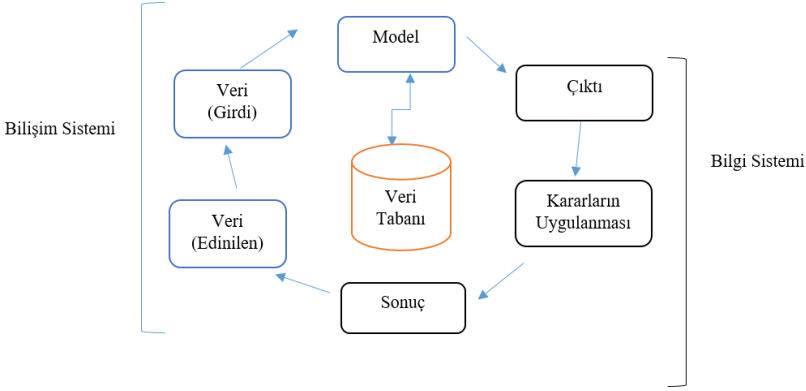 Model
Veri
(Girdi)
Çıktı
Bilişim Sistemi
Bilgi Sistemi
Veri
Tabanı
Kararların
Uygulanması
Veri
(Edinilen)
Sonuç